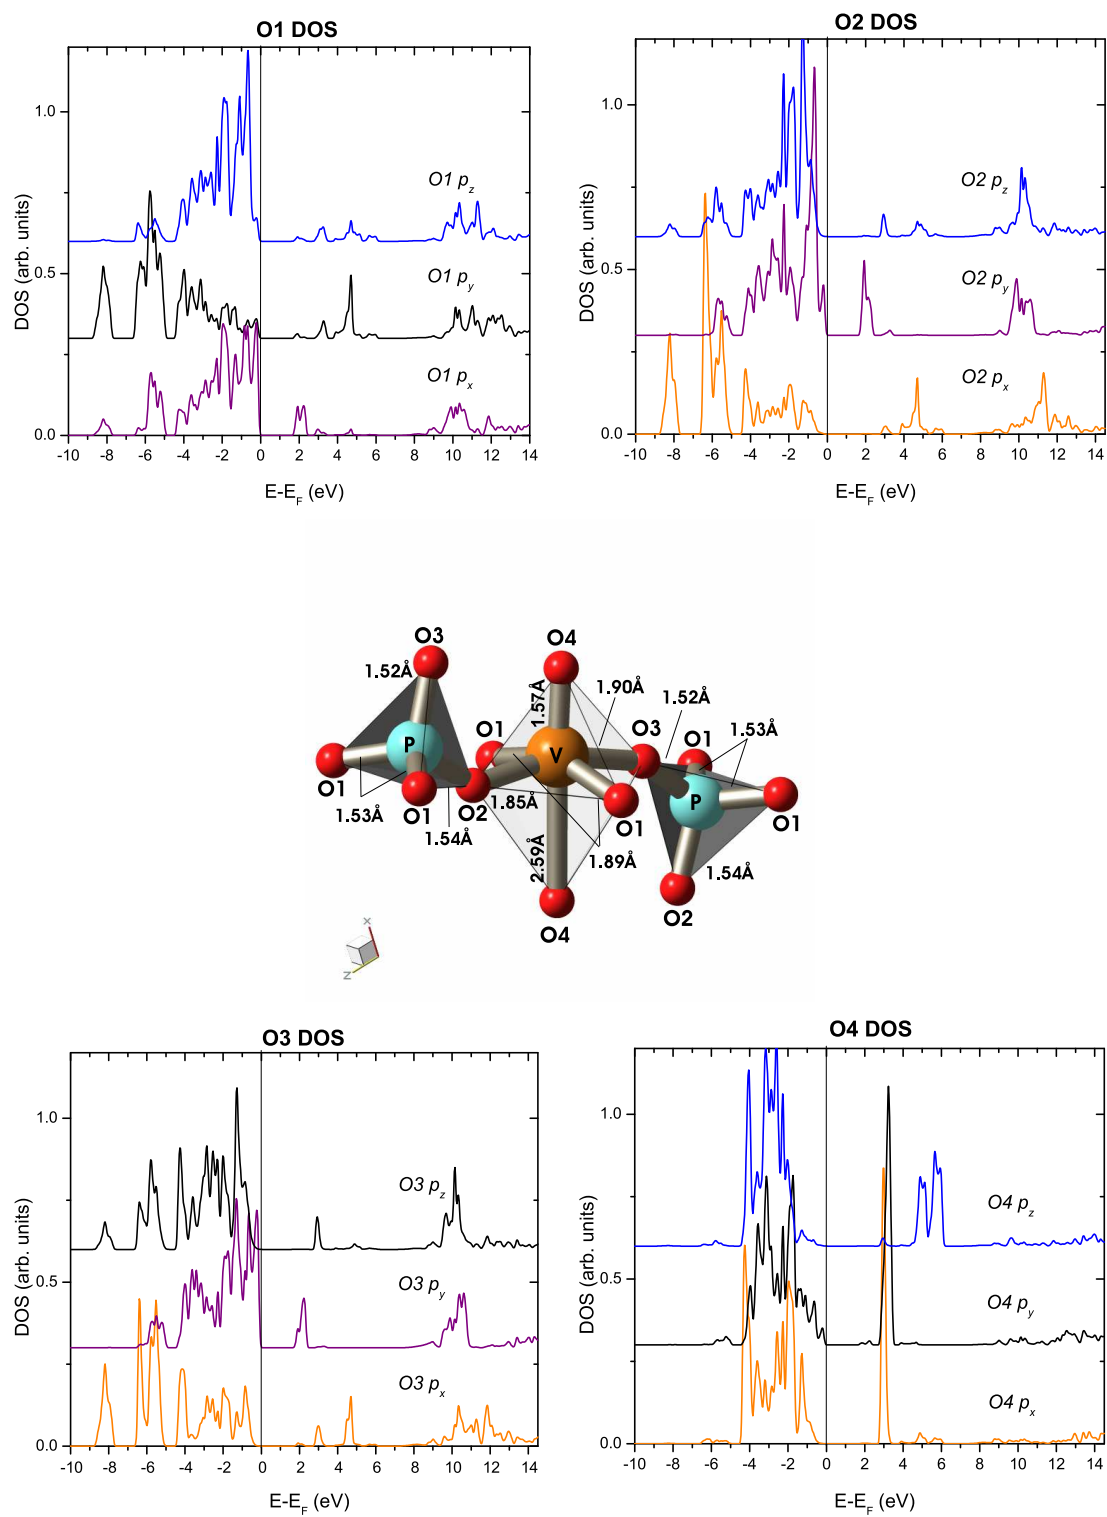 O1 DOS
O2 DOS
DOS (arb. units)
1.0
0.5
0.0
O1 pz
O1 py
O1 px
-10 -8 -6 -4 -2 0 2 4 6 8 10 12 14
E-EF (eV)
DOS (arb. units)
1.0
0.5
0.0
O2 pz
O2 py
O2 px
-10 -8 -6 -4 -2 0 2 4 6 8 10 12 14
E-EF (eV)
O3
O4
1.52Å
1.57Å
1.90Å
1.52Å
O1
O3
O1
1.53Å
P
V
P
O1
O1
O2
1.85Å
O1
O1
1.53Å
1.54Å
2.59Å
1.89Å
1.54Å
O4
O2
x
z
O3 DOS
O4 DOS
DOS (arb. units)
1.0
0.5
0.0
O3 pz
O3 py
O3 px
-10 -8 -6 -4 -2 0 2 4 6 8 10 12 14
E-EF (eV)
DOS (arb. units)
1.0
0.5
0.0
O4 pz
O4 py
O4 px
-10 -8 -6 -4 -2 0 2 4 6 8 10 12 14
E-EF (eV)